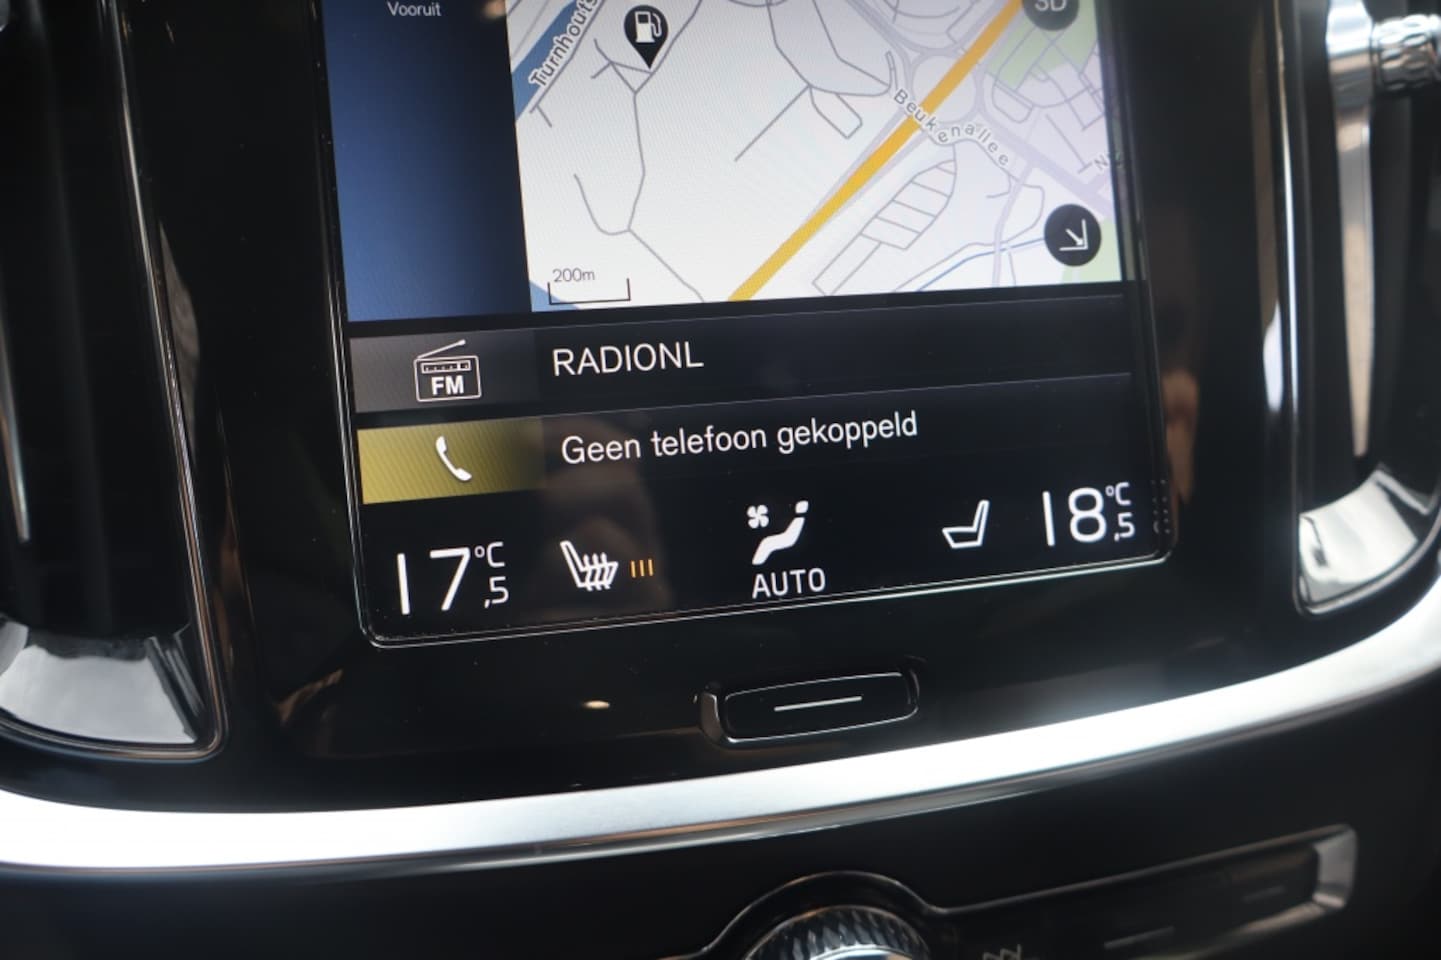 Vooruit
3D
Turnhouts
Beukenallee
200m
FM
RADIONL
Geen telefoon gekoppeld
17,5 °C
AUTO
18,5 °C